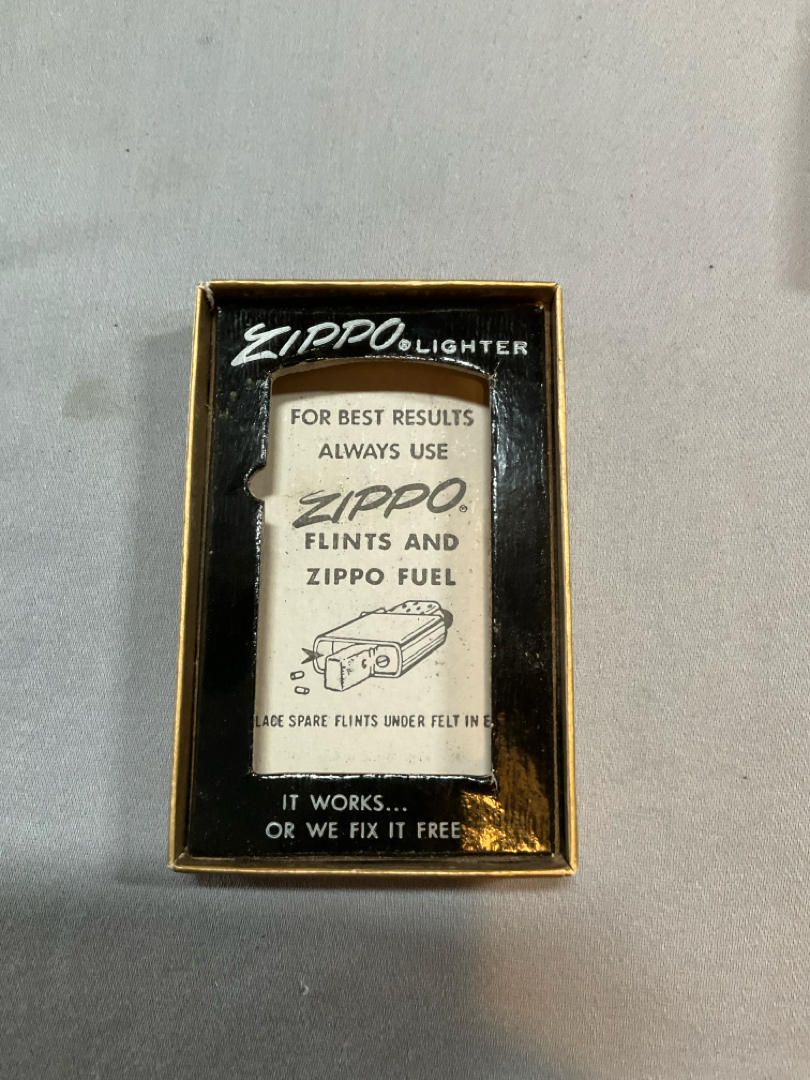 ZIPPO® LIGHTER
FOR BEST RESULTS
ALWAYS USE
ZIPPO®
FLINTS AND
ZIPPO FUEL
LACE SPARE FLINTS UNDER FELT IN E
IT WORKS...
OR WE FIX IT FREE